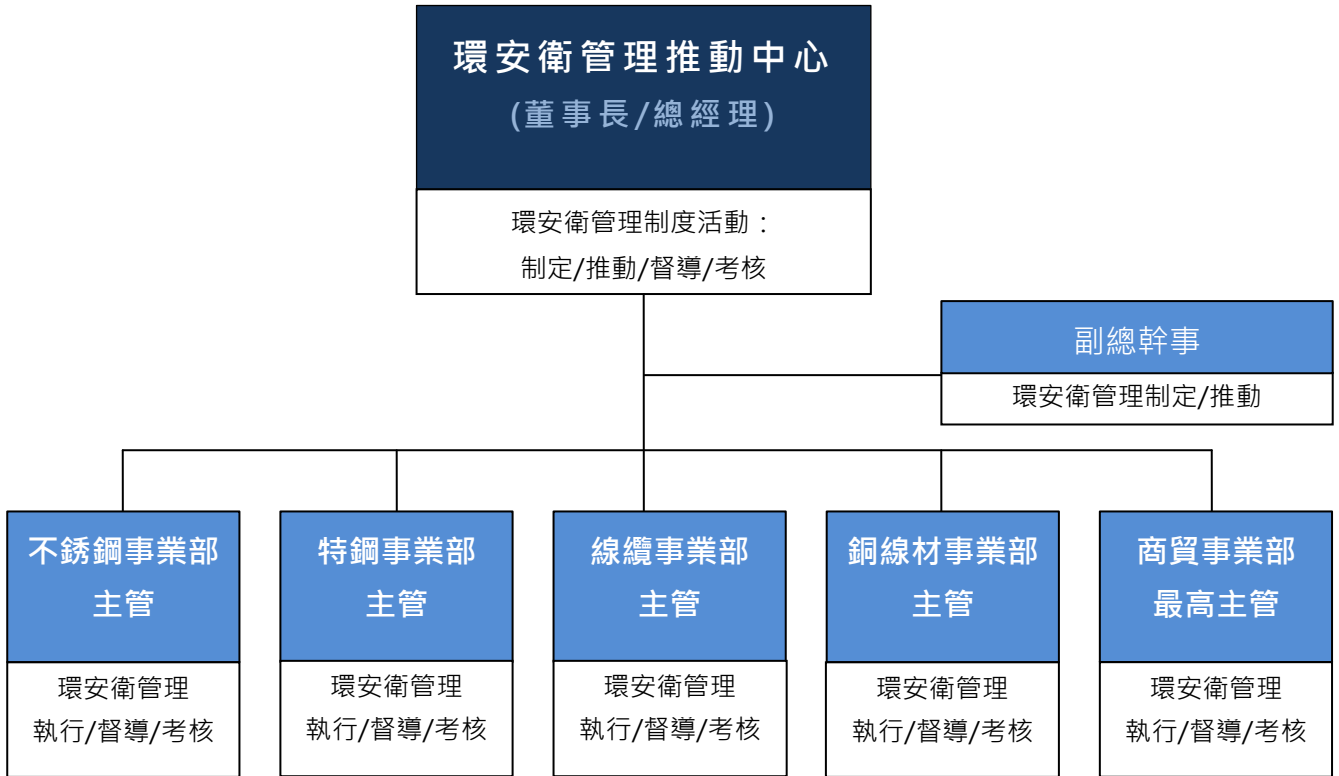 環安衛管理推動中心
(董事長/總經理)
環安衛管理制度活動：
制定/推動/督導/考核
副總幹事
環安衛管理制定/推動
不銹鋼事業部
主管
環安衛管理
執行/督導/考核
特鋼事業部
主管
環安衛管理
執行/督導/考核
線纜事業部
主管
環安衛管理
執行/督導/考核
銅線材事業部
主管
環安衛管理
執行/督導/考核
商貿事業部
最高主管
環安衛管理
執行/督導/考核